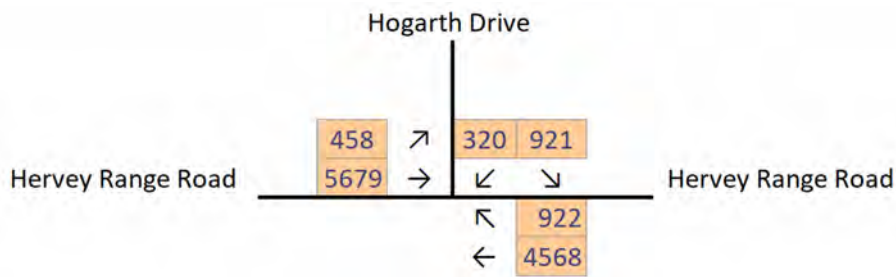 Hogarth Drive
458 ↗ 320 921
Hervey Range Road 5679 → ↙ ↘ Hervey Range Road
↖ 922
← 4568